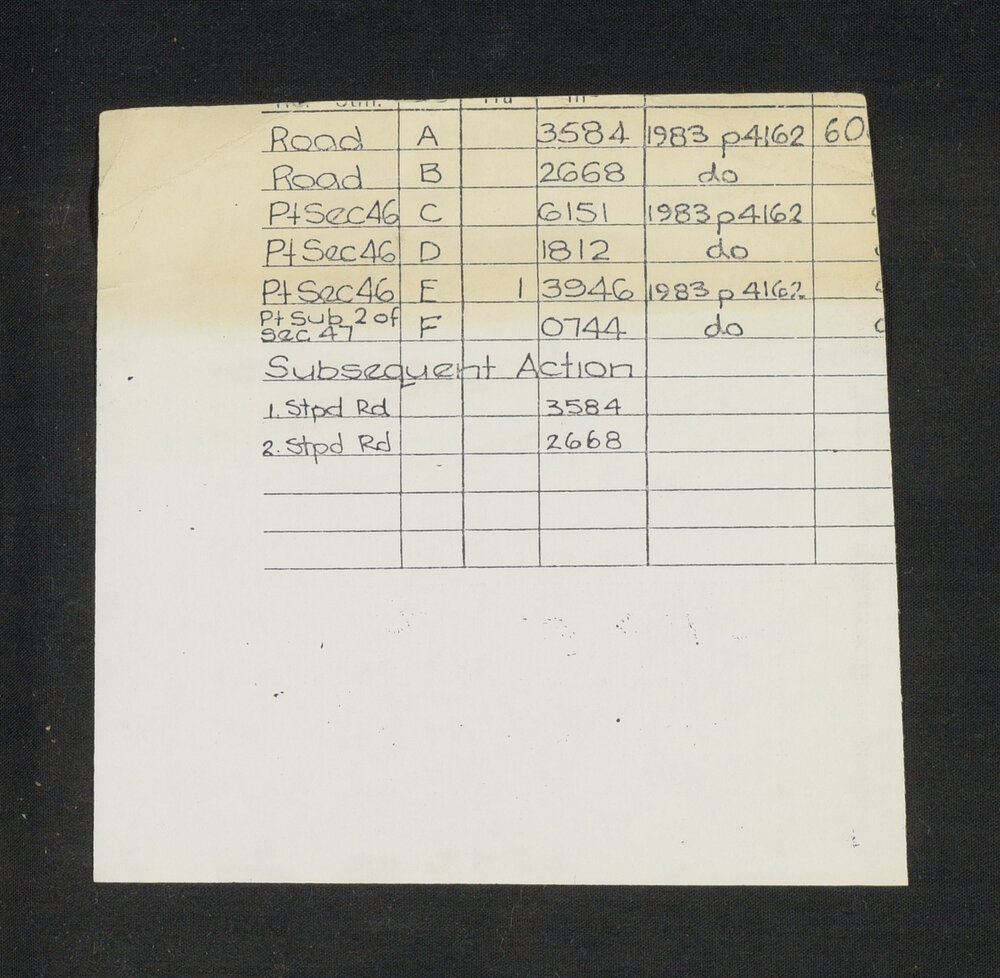 Road A 3584 1983 p4162 60
Road B 2668 do
Pt Sec 46 C 6151 1983 p4162
Pt Sec 46 D 1812 do
Pt Sec 46 E 1 3946 1983 p 4162
Pt Sub 2 of
Sec 47 F 0744 do
Subsequent Action
1. Stpd Rd 3584
2. Stpd Rd 2668